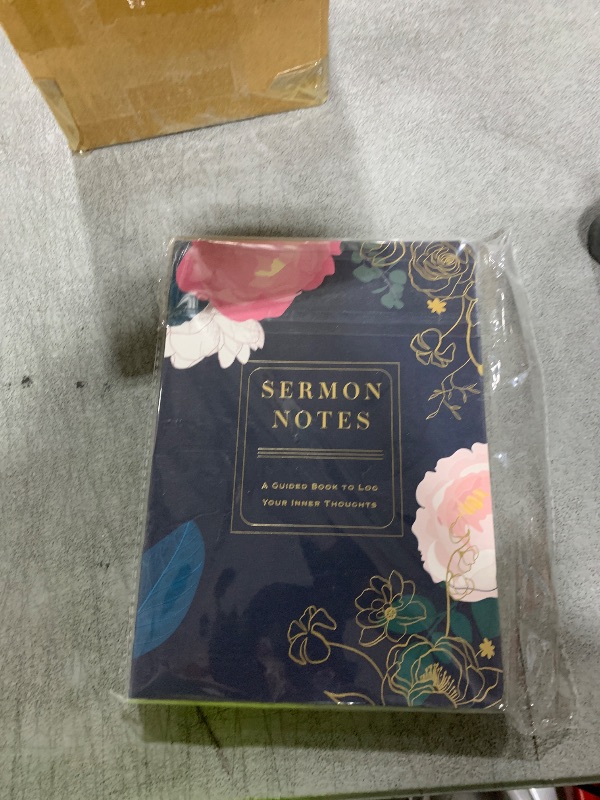 SERMON
NOTES
A Guided Book to Log
Your Inner Thoughts